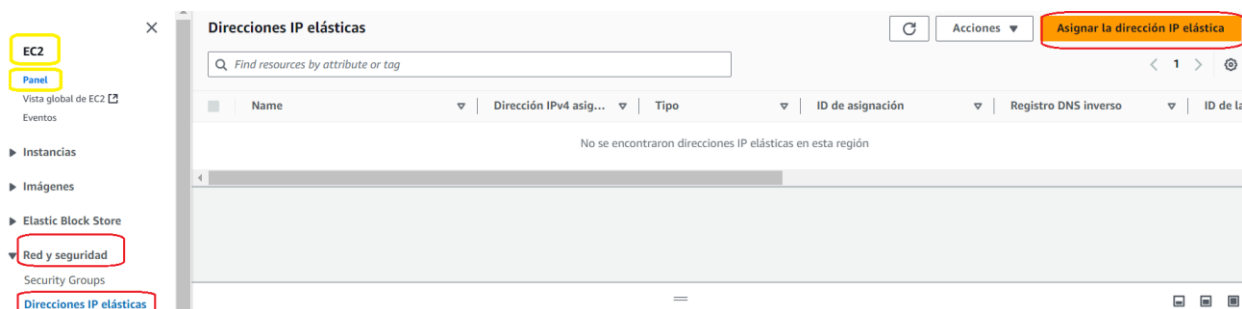 EC2
Panel
Vista global de EC2
Eventos
Instancias
Imágenes
Elastic Block Store
Red y seguridad
Security Groups
Direcciones IP elásticas
Direcciones IP elásticas
Acciones
Asignar la dirección IP elástica
Find resources by attribute or tag
1
Name
Dirección IPv4 asig...
Tipo
ID de asignación
Registro DNS inverso
ID de la
No se encontraron direcciones IP elásticas en esta región